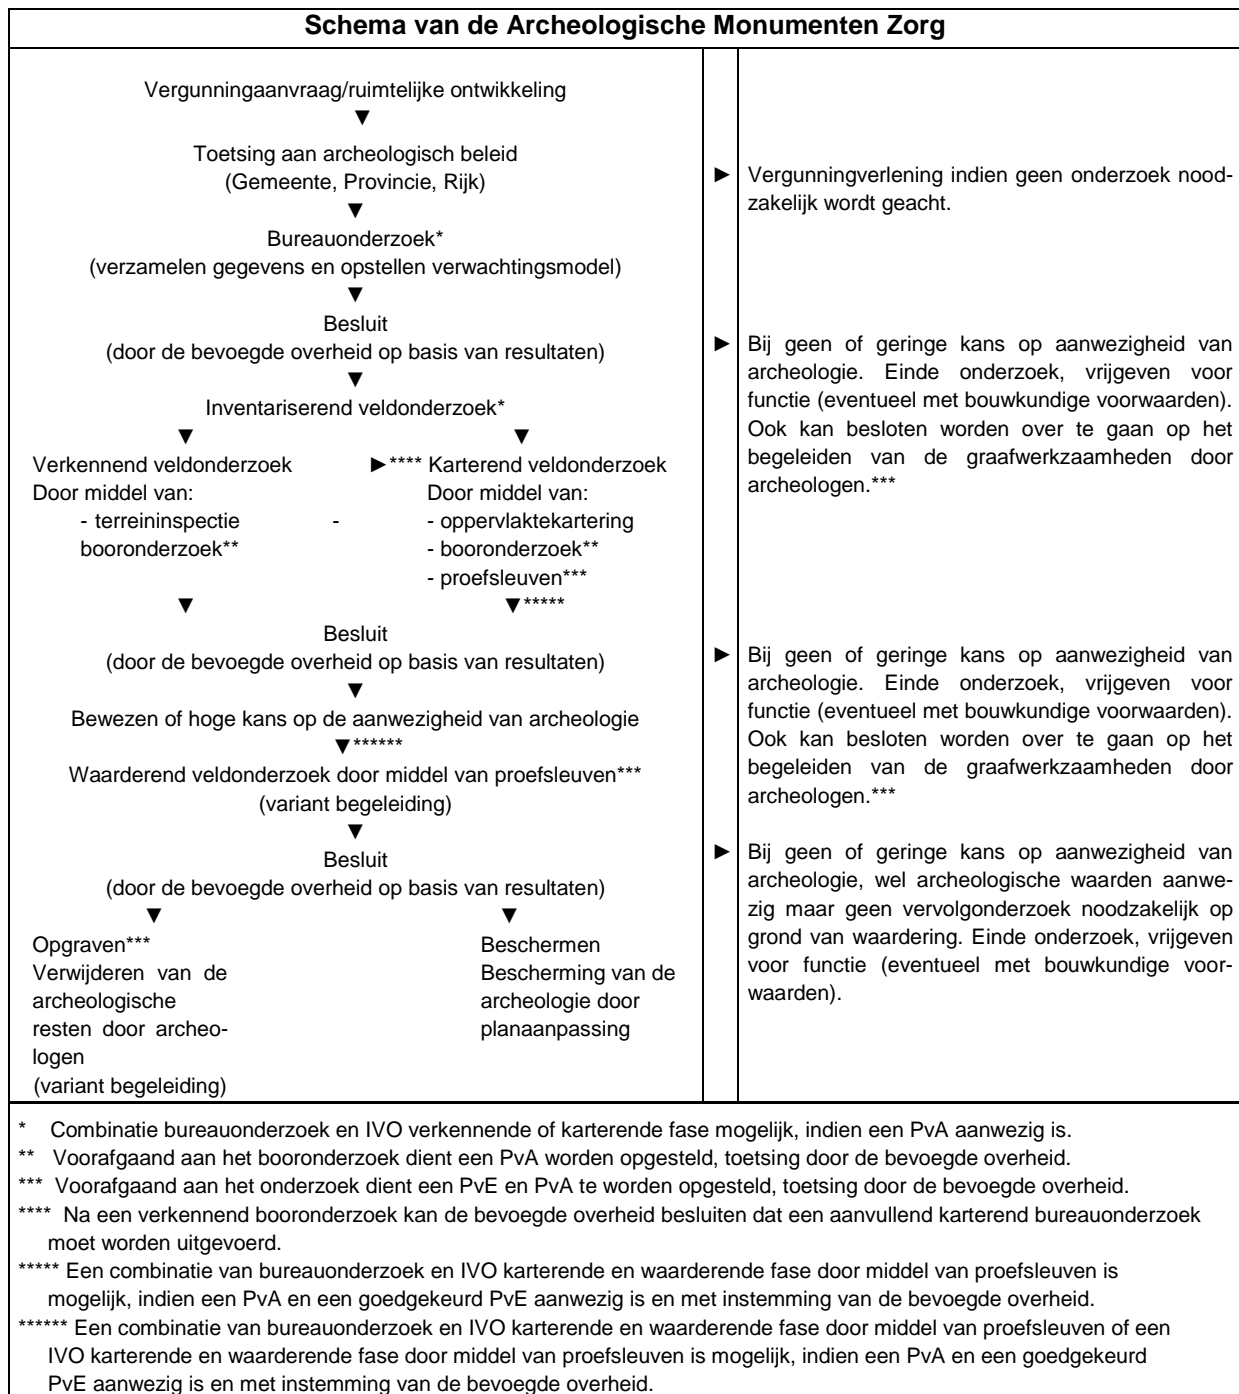 Schema van de Archeologische Monumenten Zorg
Vergunningaanvraag/ruimtelijke ontwikkeling
▼
Toetsing aan archeologisch beleid
(Gemeente, Provincie, Rijk)
▼
Bureauonderzoek*
(verzamelen gegevens en opstellen verwachtingsmodel)
▼
Besluit
(door de bevoegde overheid op basis van resultaten)
▼
Inventariserend veldonderzoek*
▼ ▼
Verkennend veldonderzoek ►**** Karterend veldonderzoek
Door middel van: Door middel van:
- terreininspectie - - oppervlaktekartering
booronderzoek** - booronderzoek**
- proefsleuven***
▼ ▼*****
Besluit
(door de bevoegde overheid op basis van resultaten)
▼
Bewezen of hoge kans op de aanwezigheid van archeologie
▼******
Waarderend veldonderzoek door middel van proefsleuven***
(variant begeleiding)
▼
Besluit
(door de bevoegde overheid op basis van resultaten)
▼ ▼
Opgraven***
Verwijderen van de
archeologische
resten door archeo-
logen
(variant begeleiding)
Beschermen
Bescherming van de
archeologie door
planaanpassing
► Vergunningverlening indien geen onderzoek nood-
zakelijk wordt geacht.
► Bij geen of geringe kans op aanwezigheid van
archeologie. Einde onderzoek, vrijgeven voor
functie (eventueel met bouwkundige voorwaarden).
Ook kan besloten worden over te gaan op het
begeleiden van de graafwerkzaamheden door
archeologen.***
► Bij geen of geringe kans op aanwezigheid van
archeologie. Einde onderzoek, vrijgeven voor
functie (eventueel met bouwkundige voorwaarden).
Ook kan besloten worden over te gaan op het
begeleiden van de graafwerkzaamheden door
archeologen.***
► Bij geen of geringe kans op aanwezigheid van
archeologie, wel archeologische waarden aanwe-
zig maar geen vervolgonderzoek noodzakelijk op
grond van waardering. Einde onderzoek, vrijgeven
voor functie (eventueel met bouwkundige voor-
waarden).
* Combinatie bureauonderzoek en IVO verkennende of karterende fase mogelijk, indien een PvA aanwezig is.
** Voorafgaand aan het booronderzoek dient een PvA worden opgesteld, toetsing door de bevoegde overheid.
*** Voorafgaand aan het onderzoek dient een PvE en PvA te worden opgesteld, toetsing door de bevoegde overheid.
**** Na een verkennend booronderzoek kan de bevoegde overheid besluiten dat een aanvullend karterend bureauonderzoek
moet worden uitgevoerd.
***** Een combinatie van bureauonderzoek en IVO karterende en waarderende fase door middel van proefsleuven is
mogelijk, indien een PvA en een goedgekeurd PvE aanwezig is en met instemming van de bevoegde overheid.
****** Een combinatie van bureauonderzoek en IVO karterende en waarderende fase door middel van proefsleuven of een
IVO karterende en waarderende fase door middel van proefsleuven is mogelijk, indien een PvA en een goedgekeurd
PvE aanwezig is en met instemming van de bevoegde overheid.